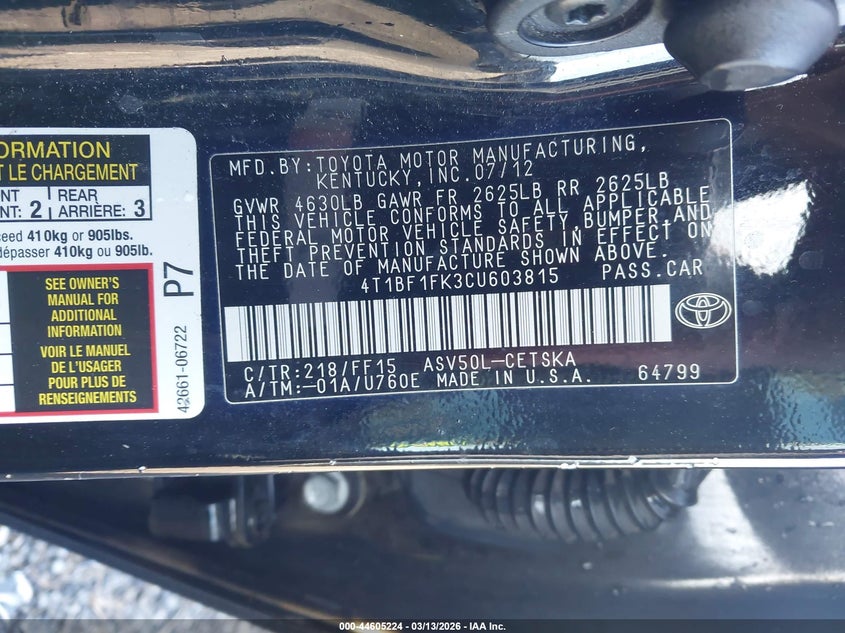 ORMATION
T LE CHARGEMENT
NT : 2 REAR
ARRIÈRE: 3
ceed 410kg or 905lbs.
dépasser 410kg ou 905lb.
SEE OWNER'S
MANUAL FOR
ADDITIONAL
INFORMATION
VOIR LE MANUEL
DE L'USAGER
POUR PLUS DE
RENSEIGNEMENTS
P7
42661-06722
MFD.BY:TOYOTA MOTOR MANUFACTURING,
KENTUCKY,INC.07/12
GVWR 4630LB GAWR FR 2625LB RR 2625LB
THIS VEHICLE CONFORMS TO ALL APPLICABLE
FEDERAL MOTOR VEHICLE SAFETY,BUMPER,AND
THEFT PREVENTION STANDARDS IN EFFECT ON
THE DATE OF MANUFACTURE SHOWN ABOVE.
4T1BF1FK3CU603815 PASS.CAR
C/TR:218/FF15 ASV50L-CETSKA
A/TM:-01A/U760E MADE IN U.S.A. 64799
000-44605224 - 03/13/2026 - IAA Inc.